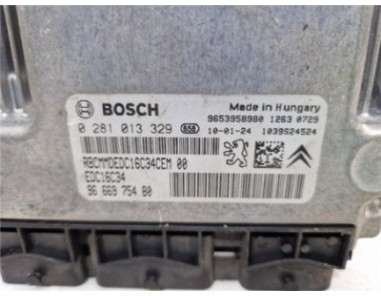 BOSCH
Made in Hungary
9653958980 1263 0729
0 281 013 329 10-01-24 1039S24524
RBCMMDEDC16C34CEM 00
EDC16C34
96 669 754 80